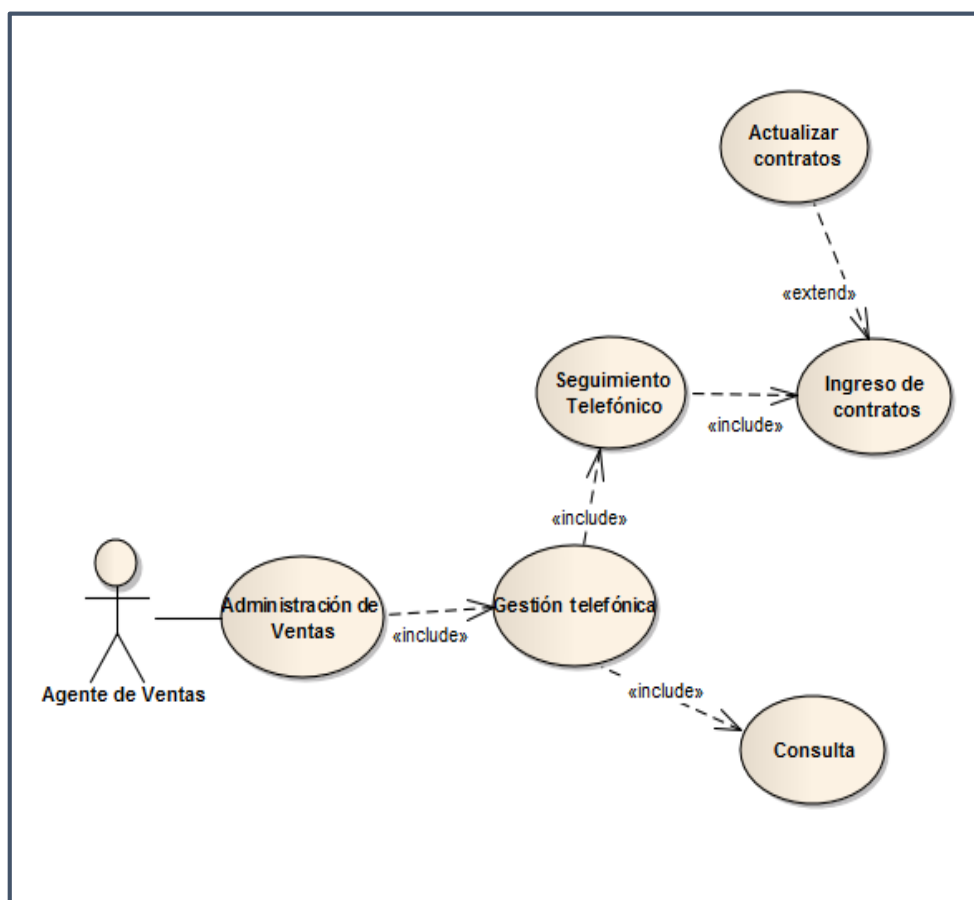 Actualizar
contratos
«extend»
Seguimiento
Telefónico
«include»
Ingreso de
contratos
«include»
Administración de
Ventas
«include»
Gestión telefónica
Agente de Ventas
«include»
Consulta